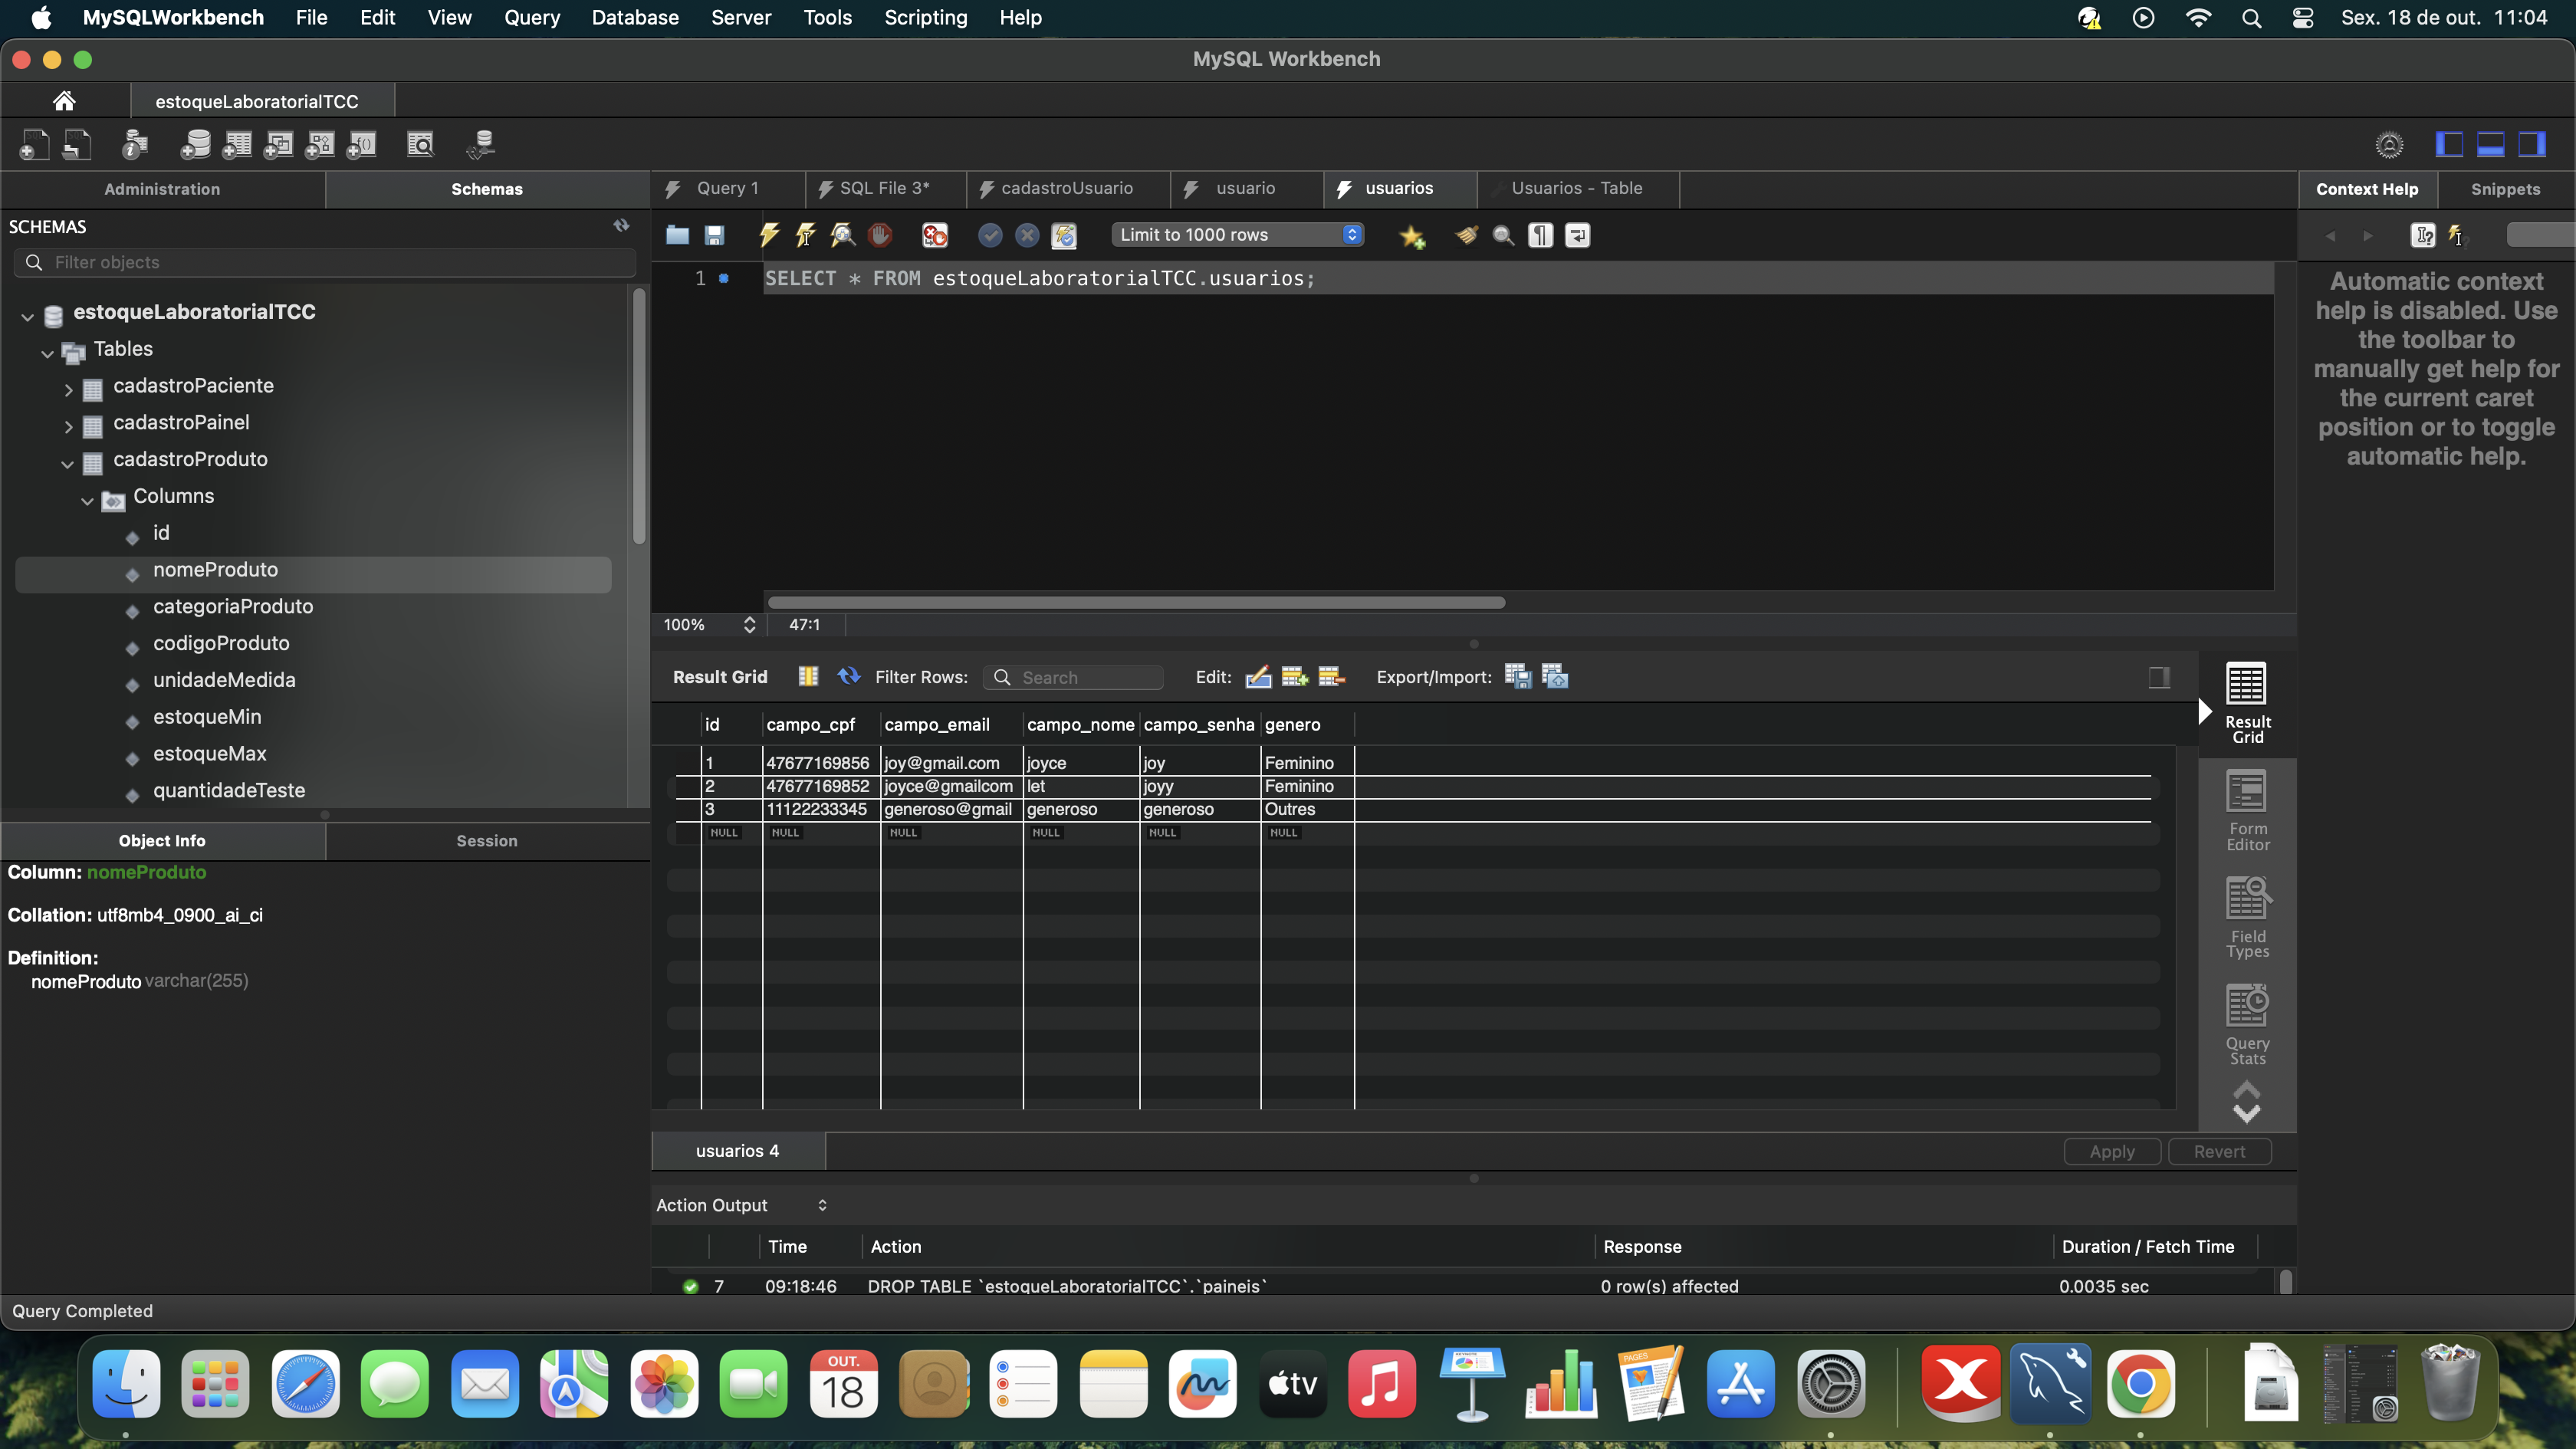 MySQLWorkbench File Edit View Query Database Server Tools Scripting Help Sex. 18 de out. 11:04
MySQL Workbench
estoqueLaboratorialTCC
Administration Schemas
Query 1 SQL File 3* cadastroUsuario usuario usuarios Usuarios - Table
Context Help Snippets
SCHEMAS
Filter objects
estoqueLaboratorialTCC
Tables
cadastroPaciente
cadastroPainel
cadastroProduto
Columns
id
nomeProduto
categoriaProduto
codigoProduto
unidadeMedida
estoqueMin
estoqueMax
quantidadeTeste
Object Info Session
Column: nomeProduto
Collation: utf8mb4_0900_ai_ci
Definition:
nomeProduto varchar(255)
Limit to 1000 rows
1 SELECT * FROM estoqueLaboratorialTCC.usuarios;
100% 47:1
Result Grid Filter Rows: Search Edit: Export/Import:
id campo_cpf campo_email campo_nome campo_senha genero
1 47677169856 joy@gmail.com joyce joy Feminino
2 47677169852 joyce@gmailcom let joyy Feminino
3 11122233345 generoso@gmail generoso generoso Outres
NULL NULL NULL NULL NULL NULL
Result
Grid
Form
Editor
Field
Types
Query
Stats
usuarios 4 Apply Revert
Action Output
Time Action Response Duration / Fetch Time
7 09:18:46 DROP TABLE `estoqueLaboratorialTCC`.`paineis` 0 row(s) affected 0.0035 sec
Automatic context
help is disabled. Use
the toolbar to
manually get help for
the current caret
position or to toggle
automatic help.
Query Completed
OUT.
18
tv
PAGES